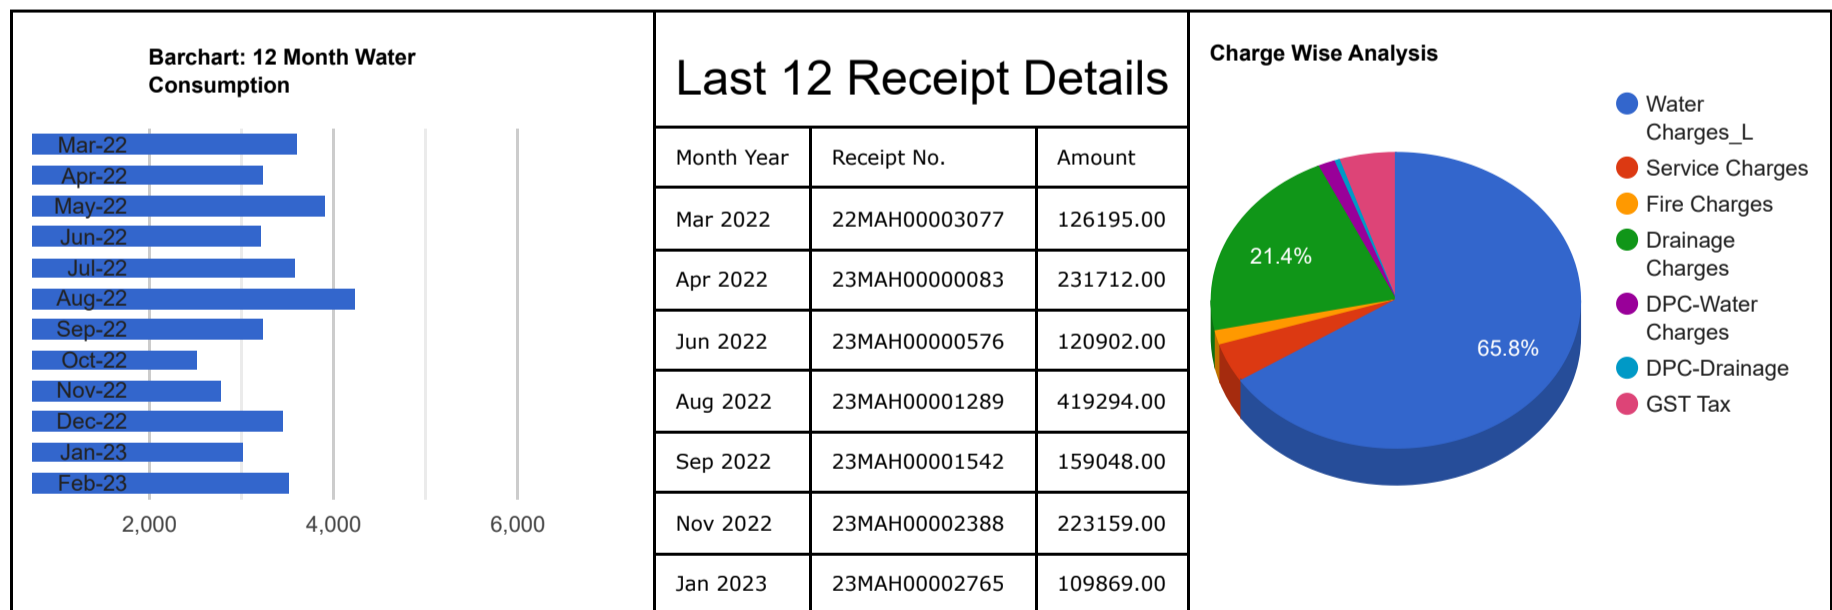 Barchart: 12 Month Water
Consumption
Mar-22
Apr-22
May-22
Jun-22
Jul-22
Aug-22
Sep-22
Oct-22
Nov-22
Dec-22
Jan-23
Feb-23
2,000 4,000 6,000
Last 12 Receipt Details
Month Year Receipt No. Amount
Mar 2022 22MAH00003077 126195.00
Apr 2022 23MAH00000083 231712.00
Jun 2022 23MAH00000576 120902.00
Aug 2022 23MAH00001289 419294.00
Sep 2022 23MAH00001542 159048.00
Nov 2022 23MAH00002388 223159.00
Jan 2023 23MAH00002765 109869.00
Charge Wise Analysis
21.4%
65.8%
Water
Charges_L
Service Charges
Fire Charges
Drainage
Charges
DPC-Water
Charges
DPC-Drainage
GST Tax